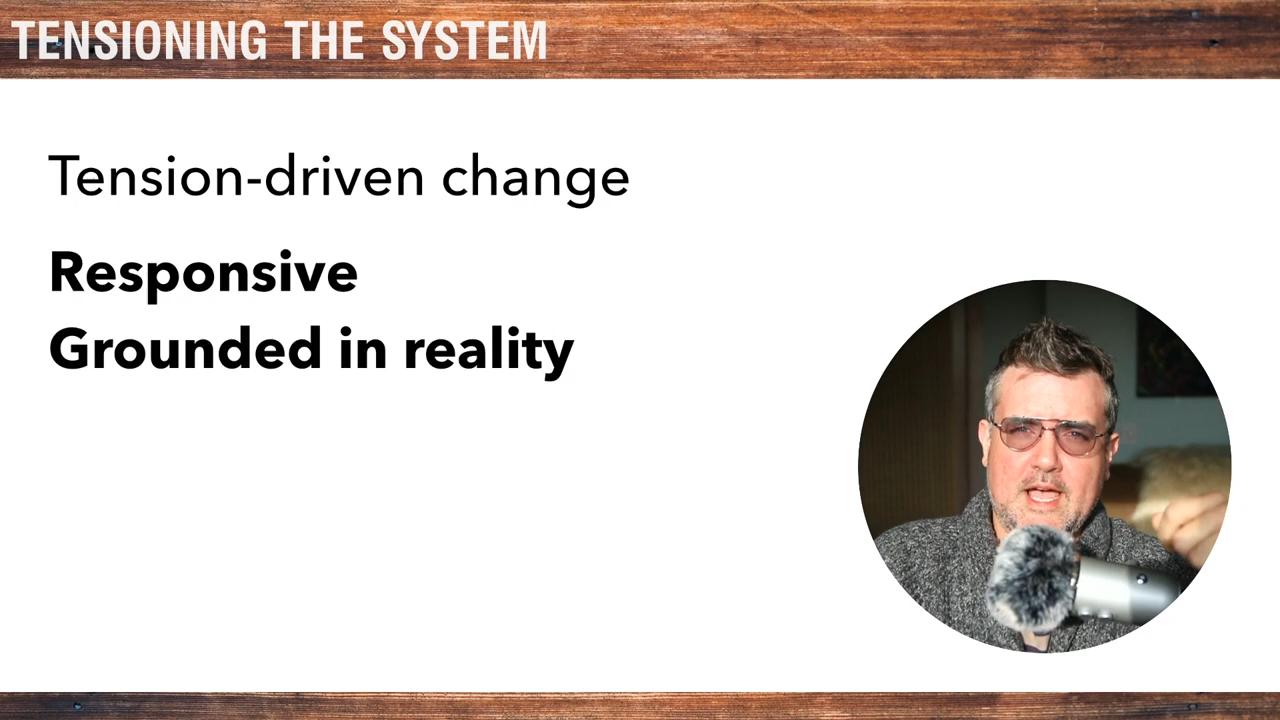 TENSIONING THE SYSTEM
Tension-driven change
Responsive
Grounded in reality